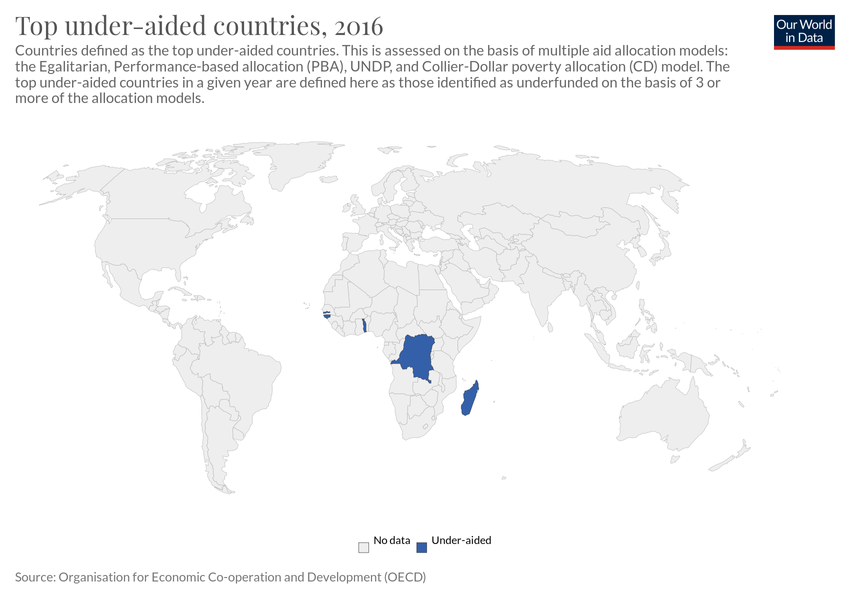 Top under-aided countries, 2016
Our World
in Data
Countries defined as the top under-aided countries. This is assessed on the basis of multiple aid allocation models:
the Egalitarian, Performance-based allocation (PBA), UNDP, and Collier-Dollar poverty allocation (CD) model. The
top under-aided countries in a given year are defined here as those identified as underfunded on the basis of 3 or
more of the allocation models.
No data
Under-aided
Source: Organisation for Economic Co-operation and Development (OECD)